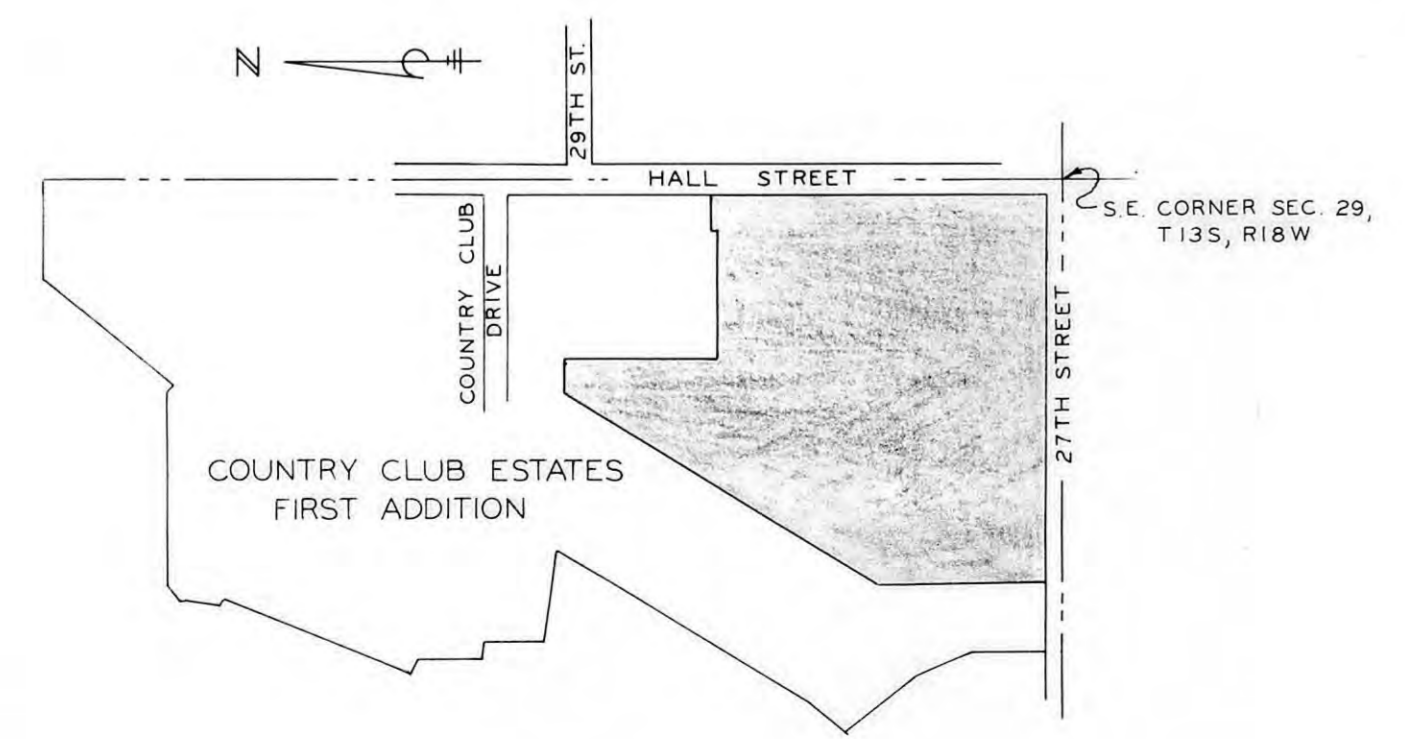 N
29TH ST.
HALL STREET
S.E. CORNER SEC. 29,
T13S, R18W
COUNTRY CLUB
DRIVE
27TH STREET
COUNTRY CLUB ESTATES
FIRST ADDITION